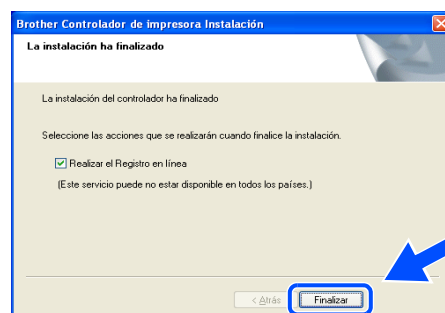 Brother Controlador de impresora Instalación
La instalación ha finalizado
La instalación del controlador ha finalizado
Seleccione las acciones que se realizarán cuando finalice la instalación.
Realizar el Registro en línea
(Este servicio puede no estar disponible en todos los países.)
< Atrás
Finalizar